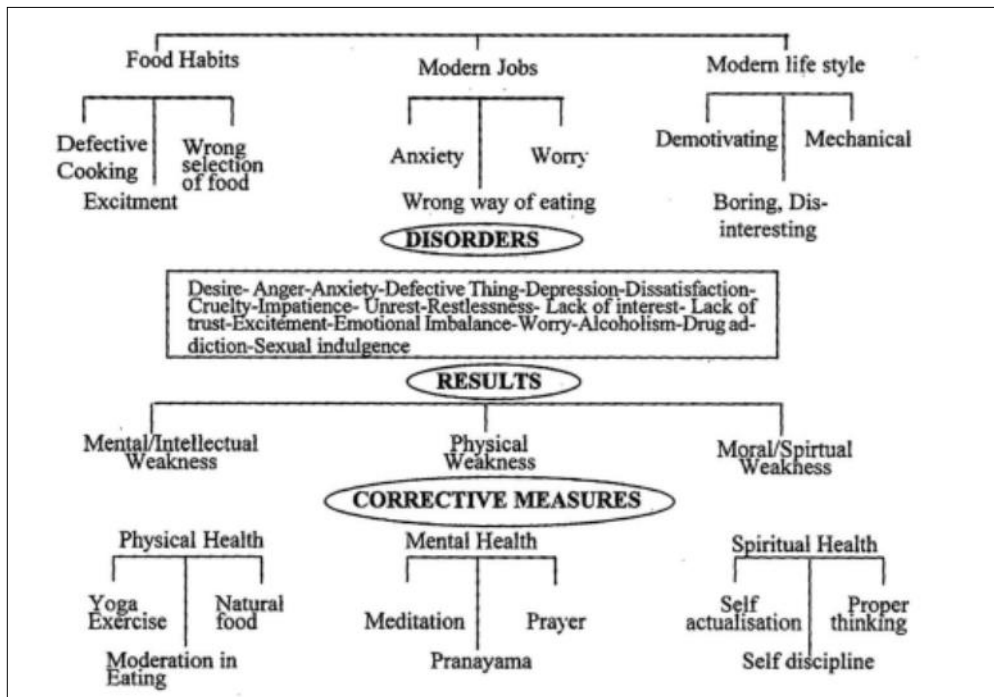 Food Habits
Modern Jobs
Modern life style
Defective
Cooking
Wrong
selection
of food
Excitment
Anxiety
Worry
Wrong way of eating
Demotivating
Mechanical
Boring, Dis-
interesting
DISORDERS
Desire- Anger-Anxiety-Defective Thing-Depression-Dissatisfaction-
Cruelty-Impatience- Unrest-Restlessness- Lack of interest- Lack of
trust-Excitement-Emotional Imbalance-Worry-Alcoholism-Drug ad-
diction-Sexual indulgence
RESULTS
Mental/Intellectual
Weakness
Physical
Weakness
Moral/Spirtual
Weakness
CORRECTIVE MEASURES
Physical Health
Mental Health
Spiritual Health
Yoga
Exercise
Natural
food
Moderation in
Eating
Meditation
Prayer
Pranayama
Self
actualisation
Proper
thinking
Self discipline